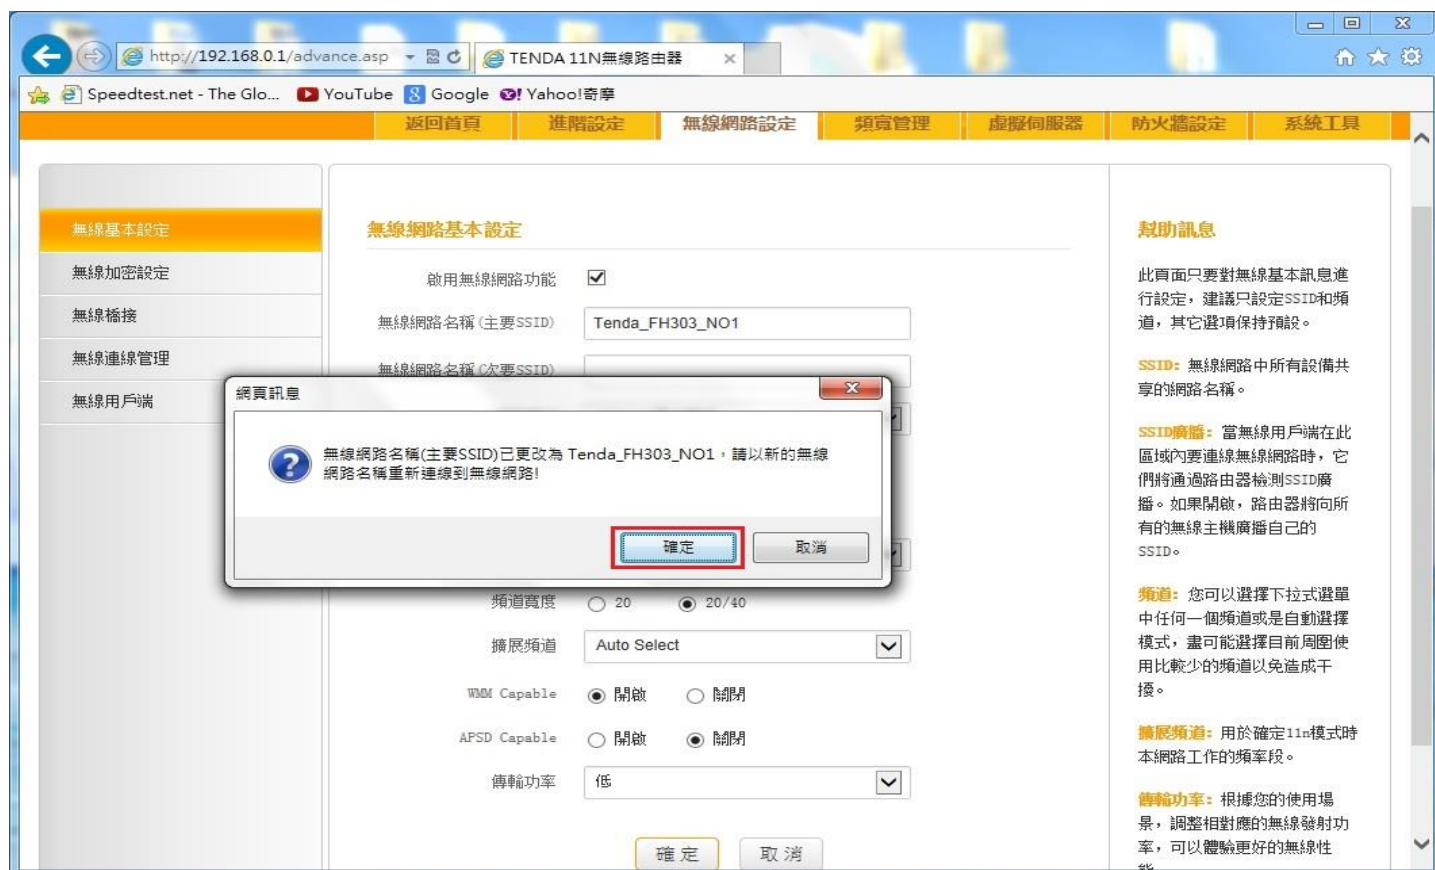 http://192.168.0.1/advance.asp
TENDA 11N無線路由器
Speedtest.net - The Glo...
YouTube
Google
Yahoo!奇摩
返回首頁
進階設定
無線網路設定
頻寬管理
虛擬伺服器
防火牆設定
系統工具
無線基本設定
無線加密設定
無線橋接
無線連線管理
無線用戶端
無線網路基本設定
啟用無線網路功能
無線網路名稱(主要SSID)
Tenda_FH303_NO1
無線網路名稱(次要SSID)
網頁訊息
無線網路名稱(主要SSID)已更改為 Tenda_FH303_NO1，請以新的無線
網路名稱重新連線到無線網路!
確定
取消
頻道寬度
20
20/40
擴展頻道
Auto Select
WMM Capable
開啟
關閉
APSD Capable
開啟
關閉
傳輸功率
低
確定
取消
幫助訊息
此頁面只要對無線基本訊息進
行設定，建議只設定SSID和頻
道，其它選項保持預設。
SSID: 無線網路中所有設備共
享的網路名稱。
SSID廣播: 當無線用戶端在此
區域內要連線無線網路時，它
們將通過路由器檢測SSID廣
播。如果開啟，路由器將向所
有的無線主機廣播自己的
SSID。
頻道: 您可以選擇下拉式選單
中任何一個頻道或是自動選擇
模式，盡可能選擇目前周圍使
用比較少的頻道以免造成干
擾。
擴展頻道: 用於確定11n模式時
本網路工作的頻率段。
傳輸功率: 根據您的使用場
景，調整相對應的無線發射功
率，可以體驗更好的無線性